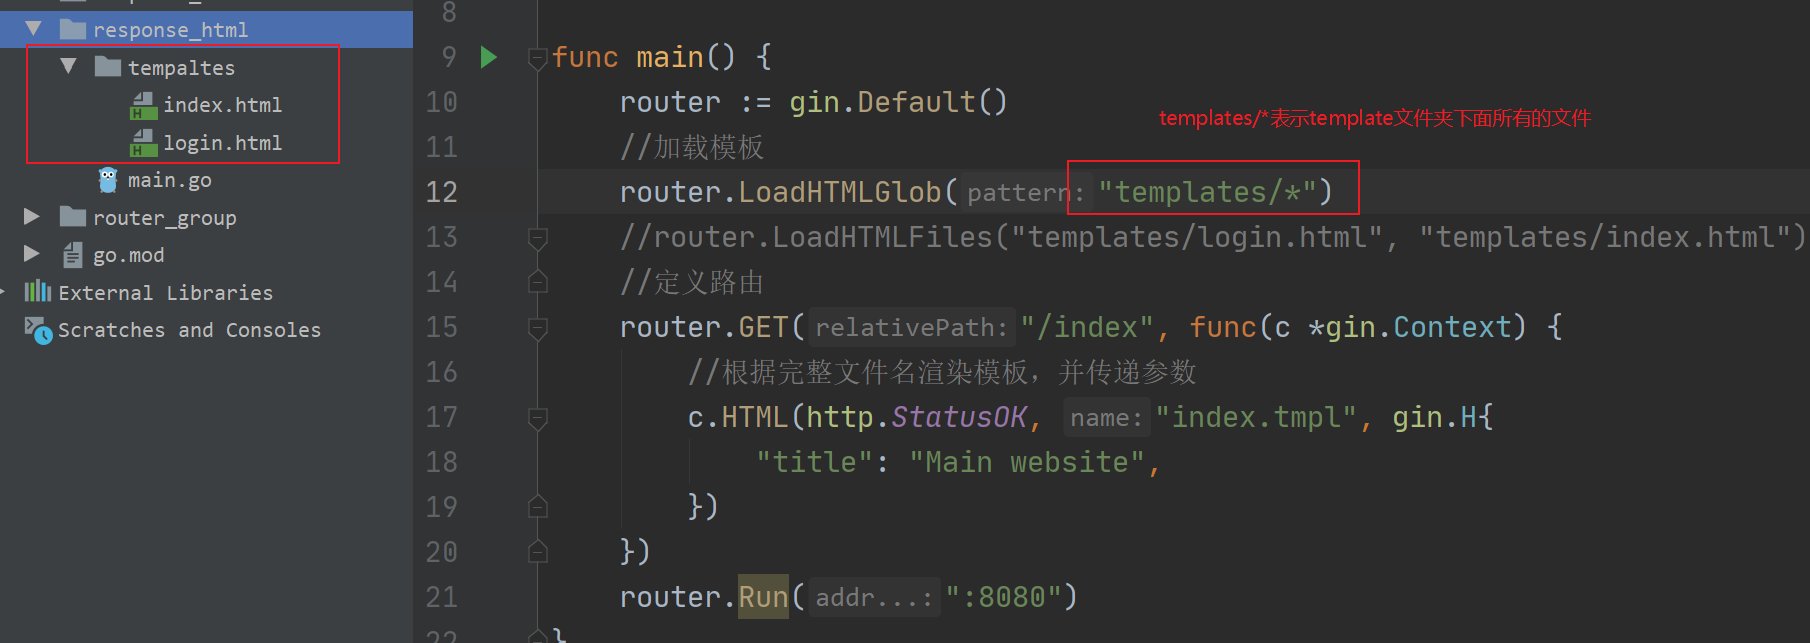 response_html
tempaltes
index.html
login.html
main.go
router_group
go.mod
External Libraries
Scratches and Consoles
8
9 func main() {
10 router := gin.Default()
templates/*表示template文件夹下面所有的文件
11 //加载模板
12 router.LoadHTMLGlob( pattern: "templates/*")
13 //router.LoadHTMLFiles("templates/login.html", "templates/index.html")
14 //定义路由
15 router.GET( relativePath: "/index", func(c *gin.Context) {
16 //根据完整文件名渲染模板，并传递参数
17 c.HTML(http.StatusOK, name: "index.tmpl", gin.H{
18 "title": "Main website",
19 })
20 })
21 router.Run( addr...: ":8080")
22 }